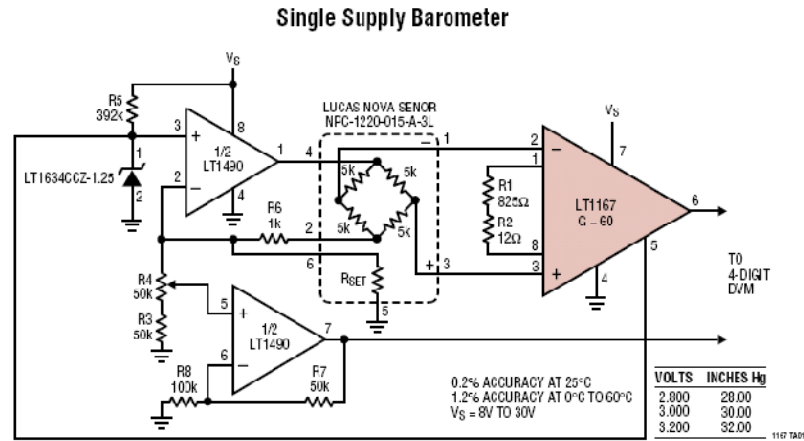 Single Supply Barometer
VS
R5
392k
LUCAS NOVA SENOR
NPC-1220-015-A-3L
VS
3
+
1/2
LT1490
8
1
4
2
−
4
1
2
LT1634CCZ-1.25
5k
5k
5k
5k
− 1
2
1
−
7
R1
825Ω
R2
12Ω
LT1167
G = 60
6
5
8
3
+
4
R6
1k
2
6
+ 3
RSET
5
R4
50k
R3
50k
5
+
1/2
LT1490
7
6
−
R8
100k
R7
50k
TO
4-DIGIT
DVM
0.2% ACCURACY AT 25°C
1.2% ACCURACY AT 0°C TO 60°C
VS = 8V TO 30V
VOLTS INCHES Hg
2.800 28.00
3.000 30.00
3.200 32.00
1167 TA01